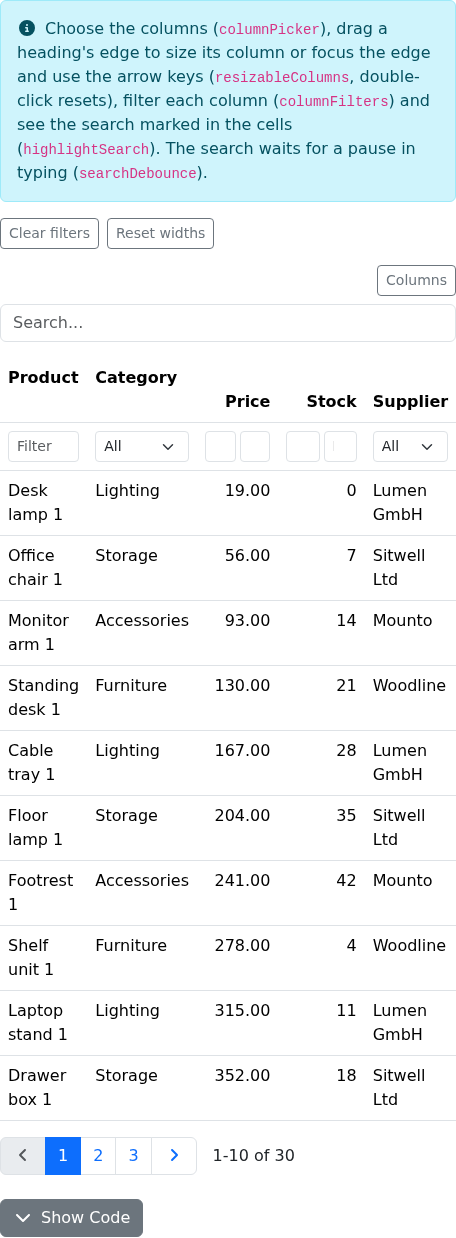 Choose the columns (columnPicker), drag a
heading's edge to size its column or focus the edge
and use the arrow keys (resizableColumns, double-
click resets), filter each column (columnFilters) and
see the search marked in the cells
(highlightSearch). The search waits for a pause in
typing (searchDebounce).
Clear filters Reset widths
Columns
Search...
Product Category Price Stock Supplier
Filter All All
Desk lamp 1 Lighting 19.00 0 Lumen GmbH
Office chair 1 Storage 56.00 7 Sitwell Ltd
Monitor arm 1 Accessories 93.00 14 Mounto
Standing desk 1 Furniture 130.00 21 Woodline
Cable tray 1 Lighting 167.00 28 Lumen GmbH
Floor lamp 1 Storage 204.00 35 Sitwell Ltd
Footrest 1 Accessories 241.00 42 Mounto
Shelf unit 1 Furniture 278.00 4 Woodline
Laptop stand 1 Lighting 315.00 11 Lumen GmbH
Drawer box 1 Storage 352.00 18 Sitwell Ltd
1 2 3 1-10 of 30
Show Code